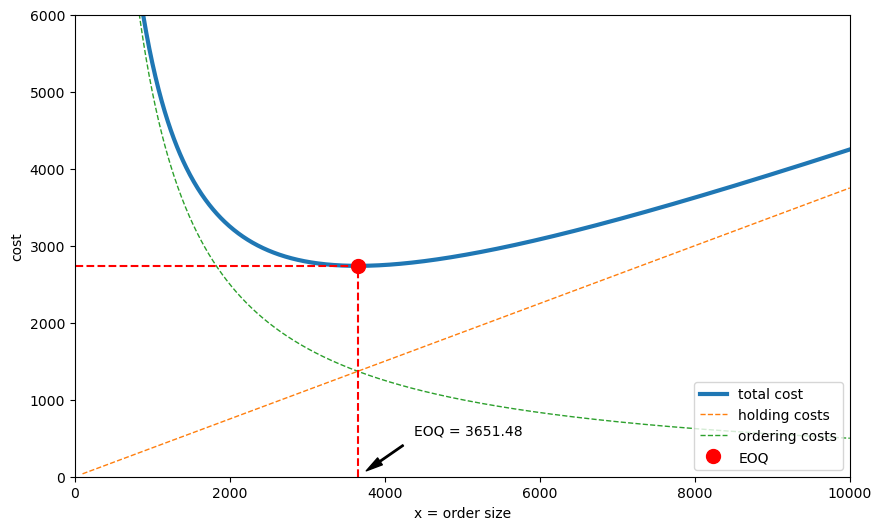 6000
5000
4000
3000
2000
1000
0
cost
0
2000
4000
6000
8000
10000
x = order size
EOQ = 3651.48
total cost
holding costs
ordering costs
EOQ